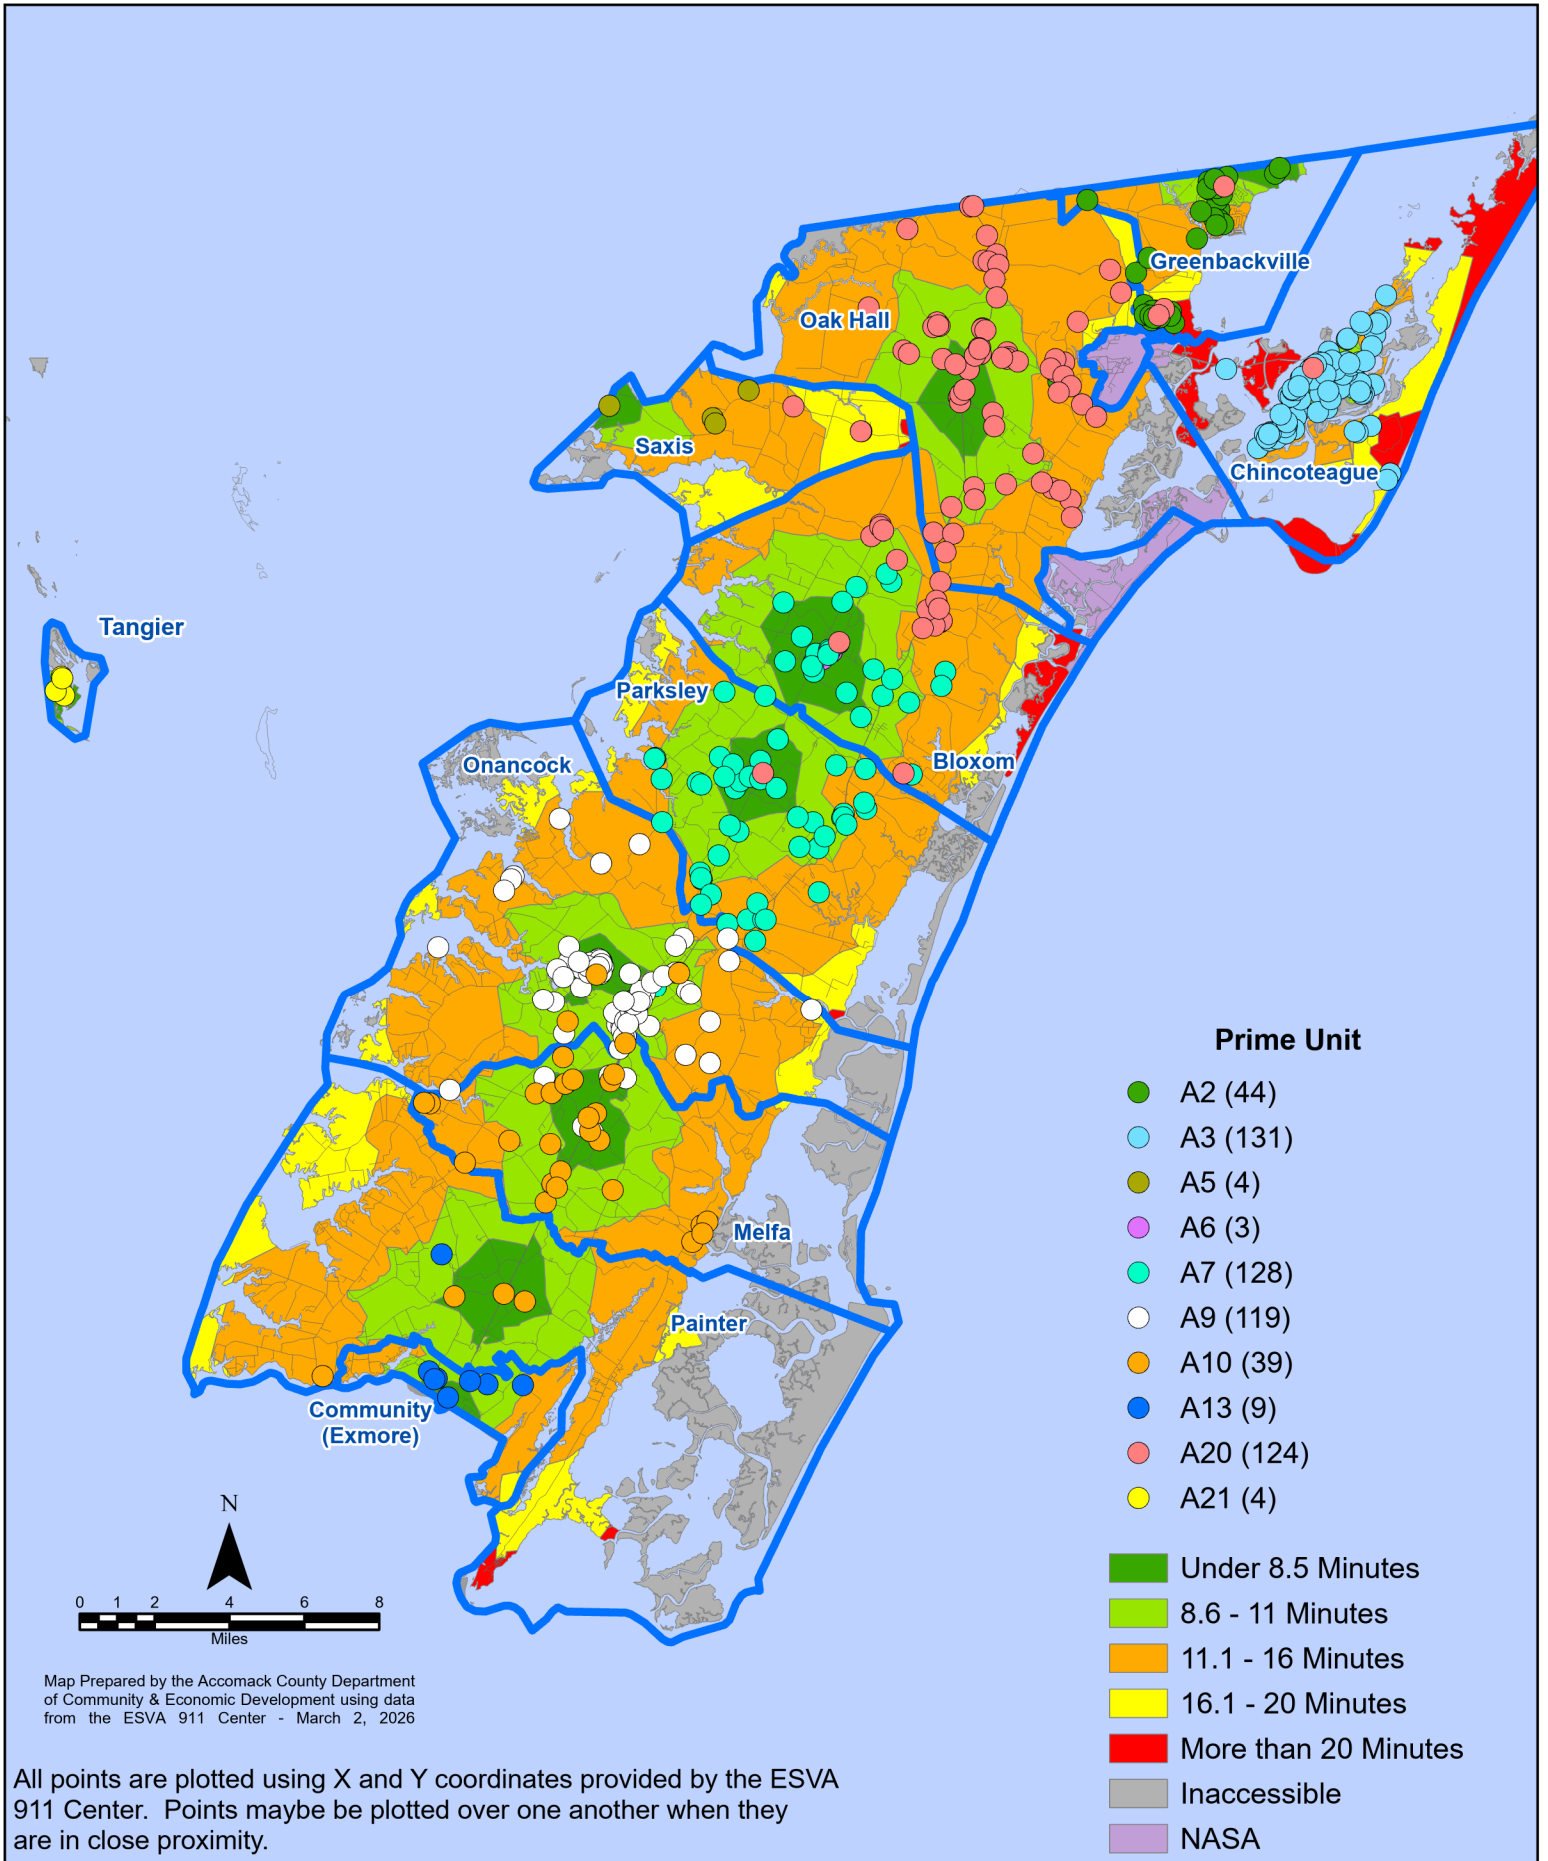 Greenbackville
Oak Hall
Saxis
Chincoteague
Tangier
Parksley
Onancock
Bloxom
Melfa
Painter
Community
(Exmore)
Prime Unit
A2 (44)
A3 (131)
A5 (4)
A6 (3)
A7 (128)
A9 (119)
A10 (39)
A13 (9)
A20 (124)
A21 (4)
Under 8.5 Minutes
8.6 - 11 Minutes
11.1 - 16 Minutes
16.1 - 20 Minutes
More than 20 Minutes
Inaccessible
NASA
N
0 1 2 4 6 8
Miles
Map Prepared by the Accomack County Department
of Community & Economic Development using data
from the ESVA 911 Center - March 2, 2026
All points are plotted using X and Y coordinates provided by the ESVA
911 Center. Points maybe be plotted over one another when they
are in close proximity.